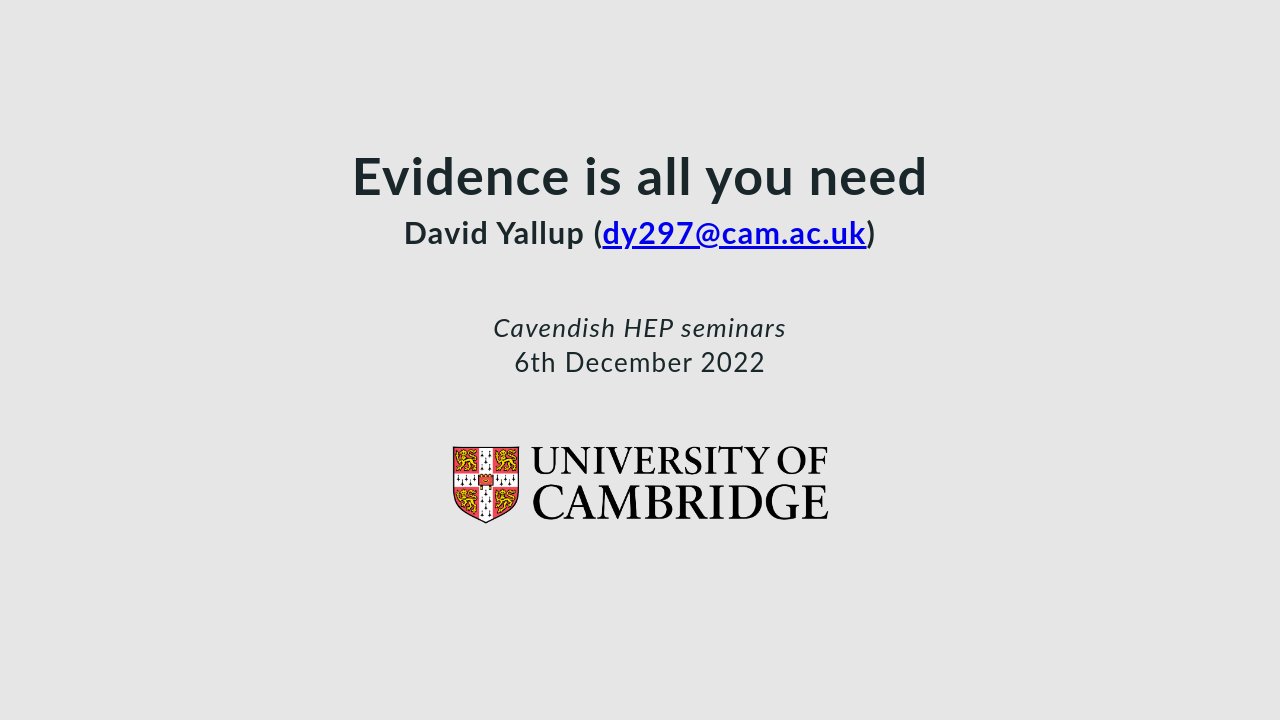 Evidence is all you need
David Yallup (dy297@cam.ac.uk)
Cavendish HEP seminars
6th December 2022
UNIVERSITY OF
CAMBRIDGE